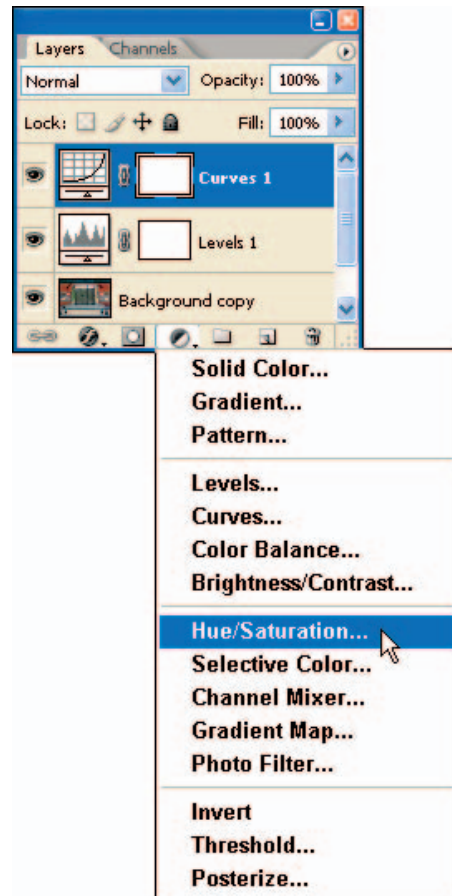 Layers Channels
Normal Opacity: 100%
Lock: Fill: 100%
Curves 1
Levels 1
Background copy
Solid Color...
Gradient...
Pattern...
Levels...
Curves...
Color Balance...
Brightness/Contrast...
Hue/Saturation...
Selective Color...
Channel Mixer...
Gradient Map...
Photo Filter...
Invert
Threshold...
Posterize...